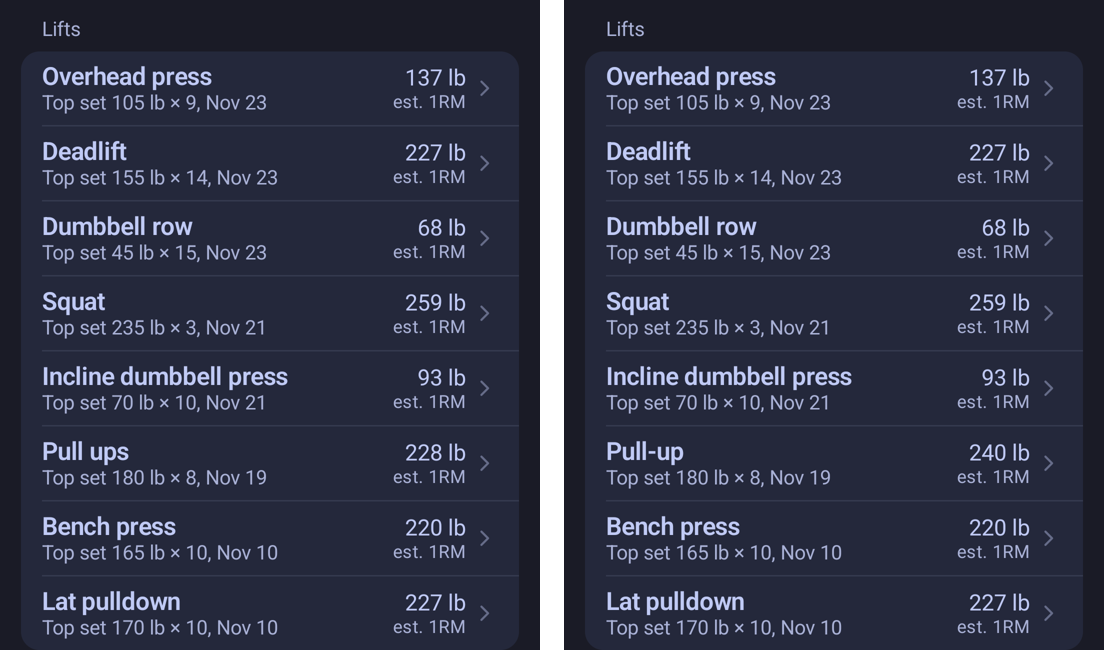 Lifts
Overhead press
137 lb
Top set 105 lb × 9, Nov 23
est. 1RM
Deadlift
227 lb
Top set 155 lb × 14, Nov 23
est. 1RM
Dumbbell row
68 lb
Top set 45 lb × 15, Nov 23
est. 1RM
Squat
259 lb
Top set 235 lb × 3, Nov 21
est. 1RM
Incline dumbbell press
93 lb
Top set 70 lb × 10, Nov 21
est. 1RM
Pull ups
228 lb
Top set 180 lb × 8, Nov 19
est. 1RM
Bench press
220 lb
Top set 165 lb × 10, Nov 10
est. 1RM
Lat pulldown
227 lb
Top set 170 lb × 10, Nov 10
est. 1RM
Lifts
Overhead press
137 lb
Top set 105 lb × 9, Nov 23
est. 1RM
Deadlift
227 lb
Top set 155 lb × 14, Nov 23
est. 1RM
Dumbbell row
68 lb
Top set 45 lb × 15, Nov 23
est. 1RM
Squat
259 lb
Top set 235 lb × 3, Nov 21
est. 1RM
Incline dumbbell press
93 lb
Top set 70 lb × 10, Nov 21
est. 1RM
Pull-up
240 lb
Top set 180 lb × 8, Nov 19
est. 1RM
Bench press
220 lb
Top set 165 lb × 10, Nov 10
est. 1RM
Lat pulldown
227 lb
Top set 170 lb × 10, Nov 10
est. 1RM